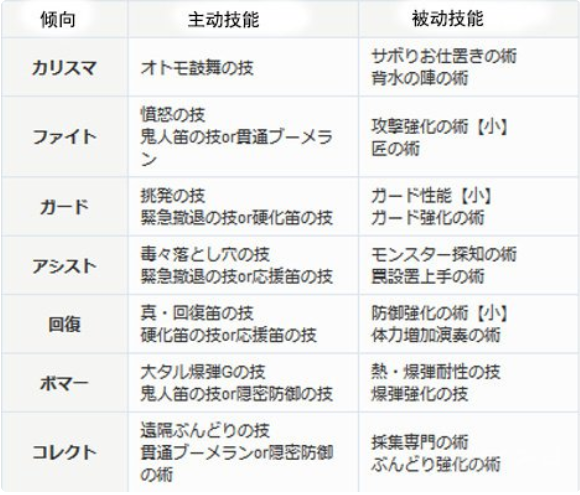 倾向 主动技能 被动技能
カリスマ オトモ鼓舞の技 サボりお仕置きの術
背水の陣の術
ファイト 憤怒の技
鬼人笛の技or貫通ブーメラ
ン
攻撃強化の術【小】
匠の術
ガード 挑発の技
緊急撤退の技or硬化笛の技
ガード性能【小】
ガード強化の術
アシスト 毒々落とし穴の技
緊急撤退の技or応援笛の技
モンスター探知の術
罠設置上手の術
回復 真・回復笛の技
硬化笛の技or応援笛の技
防御強化の術【小】
体力増加演奏の術
ボマー 大タル爆弾Gの技
鬼人笛の技or隠密防御の技
熱・爆弾耐性の技
爆弾強化の技
コレクト 遠隔ぶんどりの技
貫通ブーメランor隠密防御
の術
採集専門の術
ぶんどり強化の術